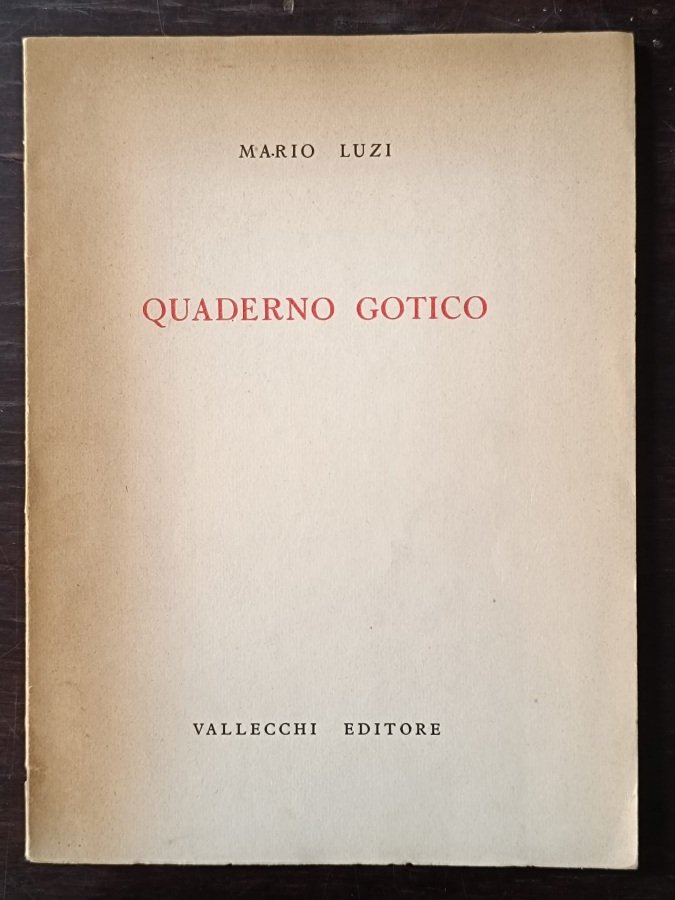 MARIO LUZI
QUADERNO GOTICO
VALLECCHI EDITORE